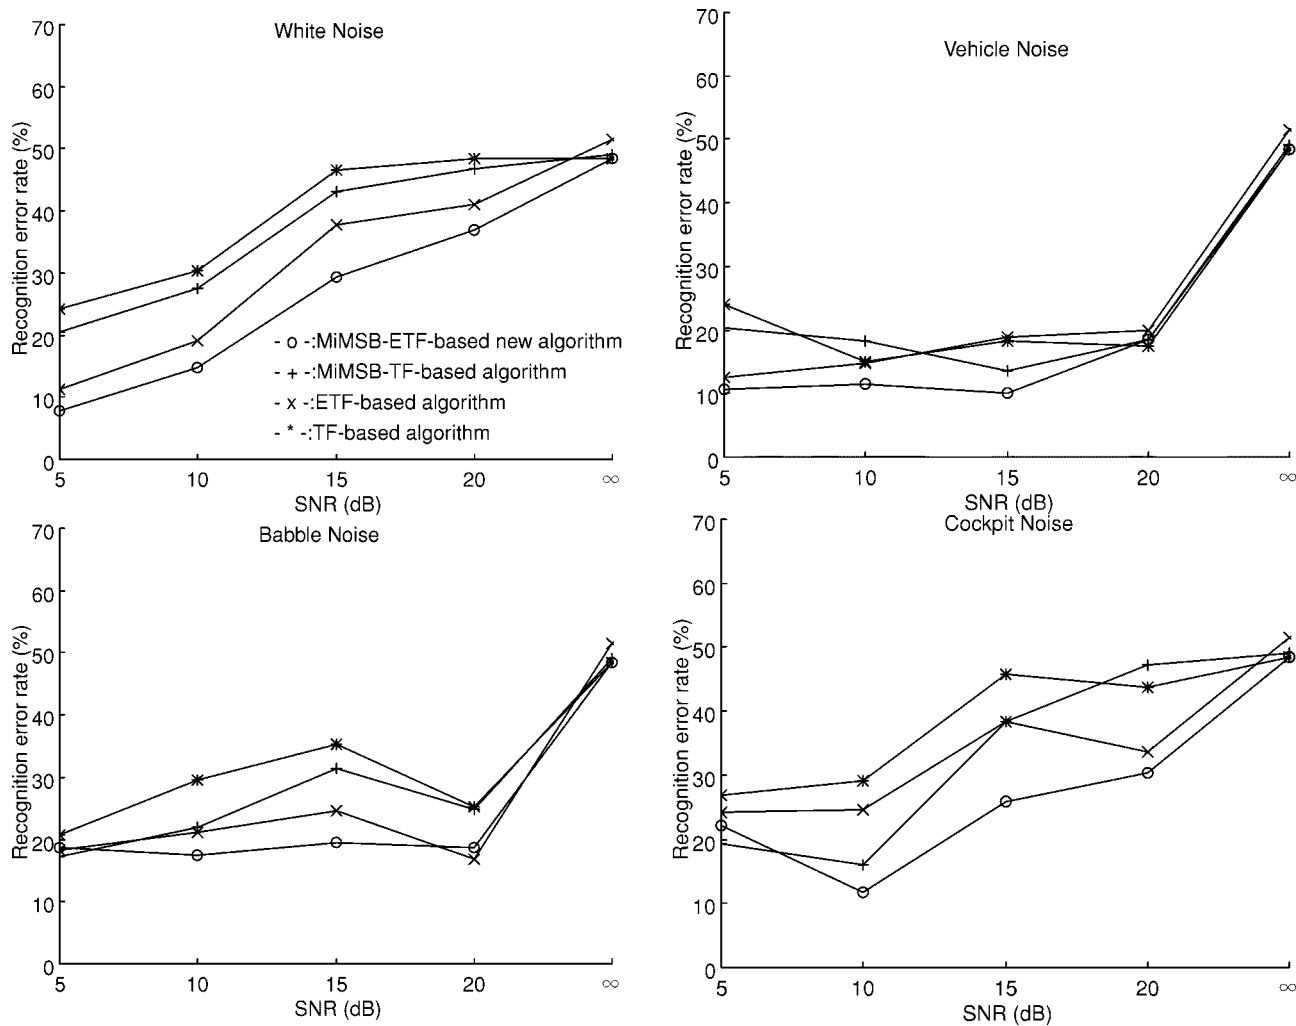 White Noise
Recognition error rate (%)
70
60
50
40
30
20
10
0
- o -:MiMSB-ETF-based new algorithm
- + -:MiMSB-TF-based algorithm
- x -:ETF-based algorithm
- * -:TF-based algorithm
5 10 15 20 ∞
SNR (dB)
Vehicle Noise
Recognition error rate (%)
70
60
50
40
30
20
10
0
5 10 15 20 ∞
SNR (dB)
Babble Noise
Recognition error rate (%)
70
60
50
40
30
20
10
0
5 10 15 20 ∞
SNR (dB)
Cockpit Noise
Recognition error rate (%)
70
60
50
40
30
20
10
0
5 10 15 20 ∞
SNR (dB)